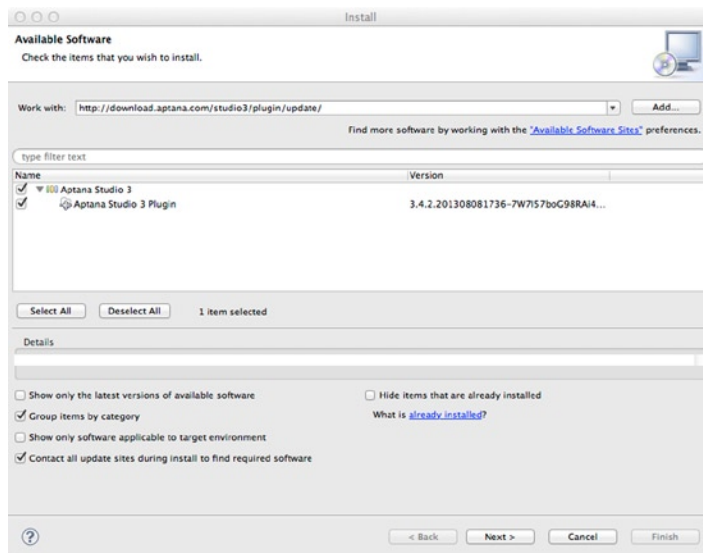 Install
Available Software
Check the items that you wish to install.
Work with: http://download.aptana.com/studio3/plugin/update/ Add...
Find more software by working with the "Available Software Sites" preferences.
type filter text
Name Version
Aptana Studio 3
Aptana Studio 3 Plugin 3.4.2.201308081736-7W7I57boG98RAi4...
Select All Deselect All 1 item selected
Details
Show only the latest versions of available software Hide items that are already installed
Group items by category What is already installed?
Show only software applicable to target environment
Contact all update sites during install to find required software
? < Back Next > Cancel Finish